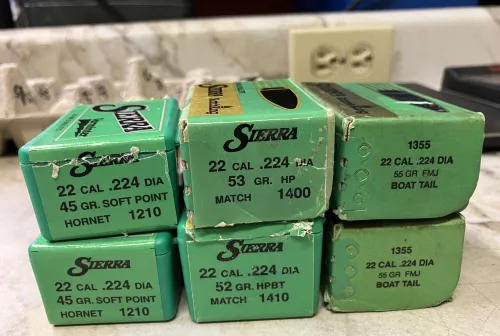 SIERRA
SIERRA
22 CAL .224 DIA
45 GR. SOFT POINT
HORNET 1210
SIERRA
22 CAL .224 DIA
53 GR. HP
MATCH 1400
1355
22 CAL .224 DIA
55 GR FMJ
BOAT TAIL
SIERRA
22 CAL .224 DIA
45 GR. SOFT POINT
HORNET 1210
SIERRA
22 CAL .224 DIA
52 GR. HPBT
MATCH 1410
1355
22 CAL .224 DIA
55 GR FMJ
BOAT TAIL